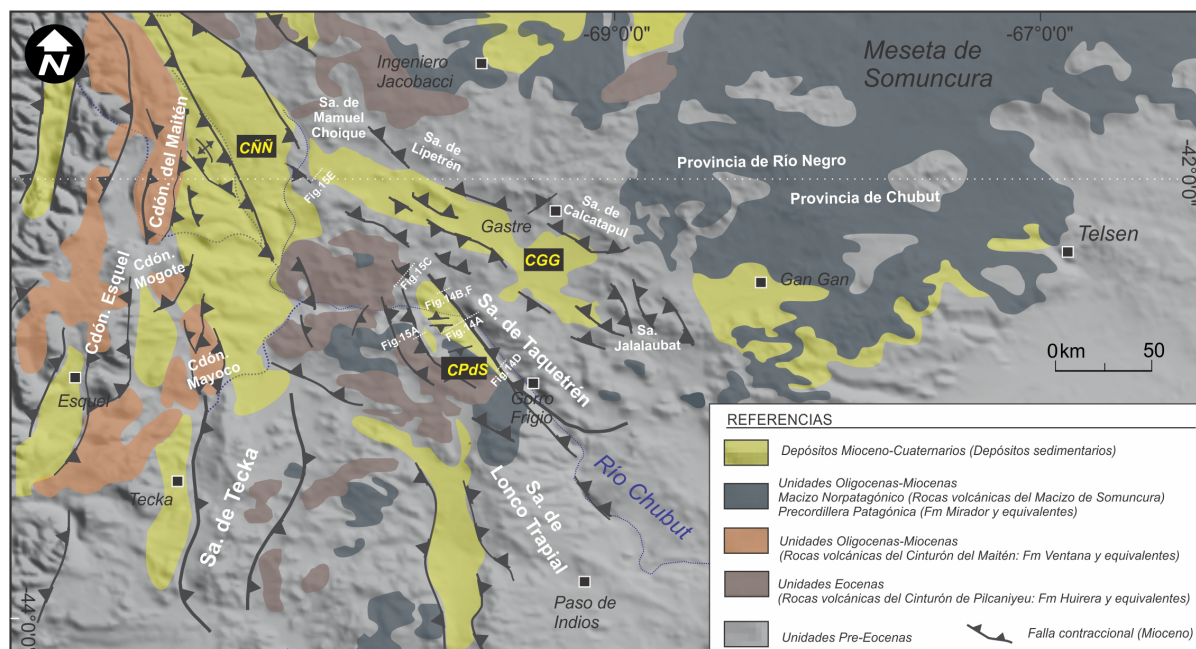 N
-69°0'0"
-67°0'0"
Meseta de
Somuncura
Ingeniero
Jacobacci
Sa. de
Mamuel
Choique
Sa. de
Lipetrén
Cdón. del Maitén
CÑÑ
Fig.15E
Provincia de Río Negro
Provincia de Chubut
-42°0'0"
Sa. de
Calcatapul
Gastre
CGG
Telsen
Gan Gan
Cdón. Esquel
Cdón.
Mogote
Fig.15C
Fig.14B,F
Fig.14A
Fig.15A
Fig.14D
Sa. de Taquetrén
Sa.
Jalalaubat
0 km 50
Cdón.
Mayoco
CPdS
Gorro
Frigio
Esquel
Tecka
Sa. de Tecka
Sa. de
Lonco Trapial
Río Chubut
Paso de
Indios
-44°0'0"
REFERENCIAS
Depósitos Mioceno-Cuaternarios (Depósitos sedimentarios)
Unidades Oligocenas-Miocenas
Macizo Norpatagónico (Rocas volcánicas del Macizo de Somuncura)
Precordillera Patagónica (Fm Mirador y equivalentes)
Unidades Oligocenas-Miocenas
(Rocas volcánicas del Cinturón del Maitén: Fm Ventana y equivalentes)
Unidades Eocenas
(Rocas volcánicas del Cinturón de Pilcaniyeu: Fm Huirera y equivalentes)
Unidades Pre-Eocenas
Falla contraccional (Mioceno)